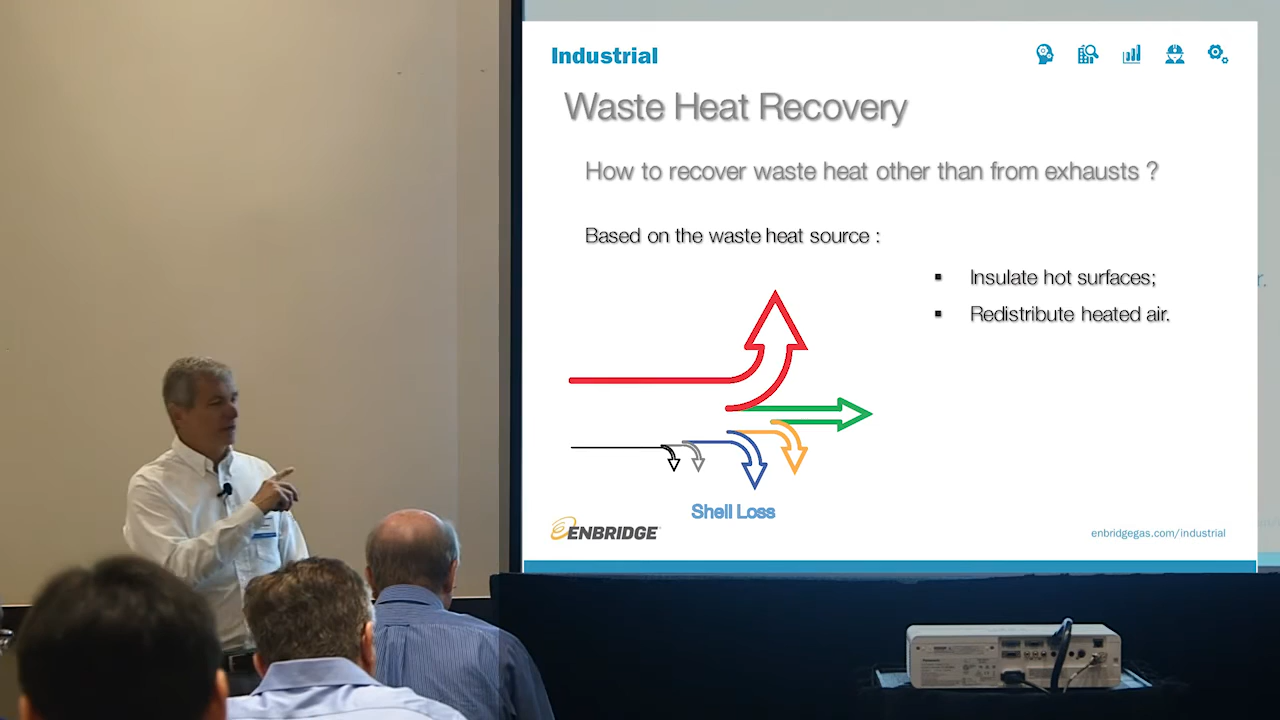 Industrial
Waste Heat Recovery
How to recover waste heat other than from exhausts ?
Based on the waste heat source :
▪ Insulate hot surfaces;
▪ Redistribute heated air.
Shell Loss
ENBRIDGE
enbridgegas.com/industrial